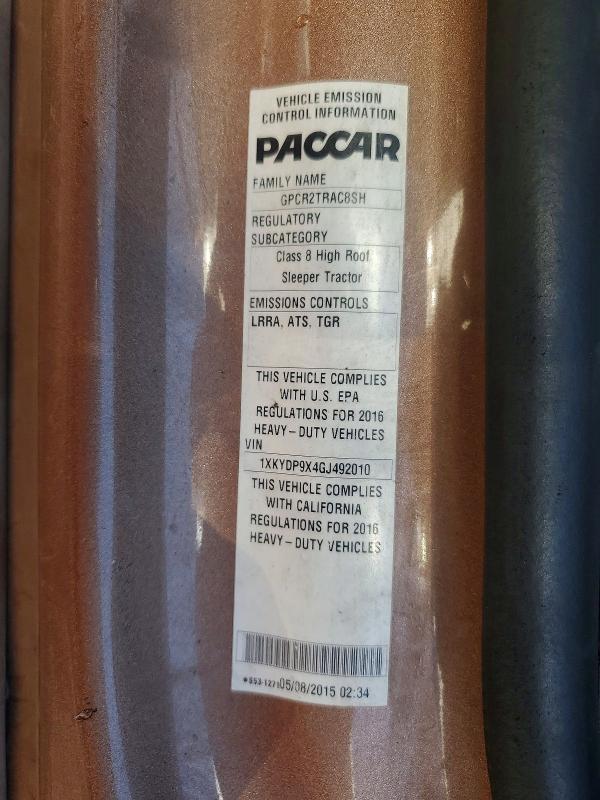 VEHICLE EMISSION
CONTROL INFORMATION
PACCAR
FAMILY NAME
GPCR2TRAC8SH
REGULATORY
SUBCATEGORY
Class 8 High Roof
Sleeper Tractor
EMISSIONS CONTROLS
LRRA, ATS, TGR
THIS VEHICLE COMPLIES
WITH U.S. EPA
REGULATIONS FOR 2016
HEAVY-DUTY VEHICLES
VIN
1XKYDP9X4GJ492010
THIS VEHICLE COMPLIES
WITH CALIFORNIA
REGULATIONS FOR 2016
HEAVY-DUTY VEHICLES
05/08/2015 02:34